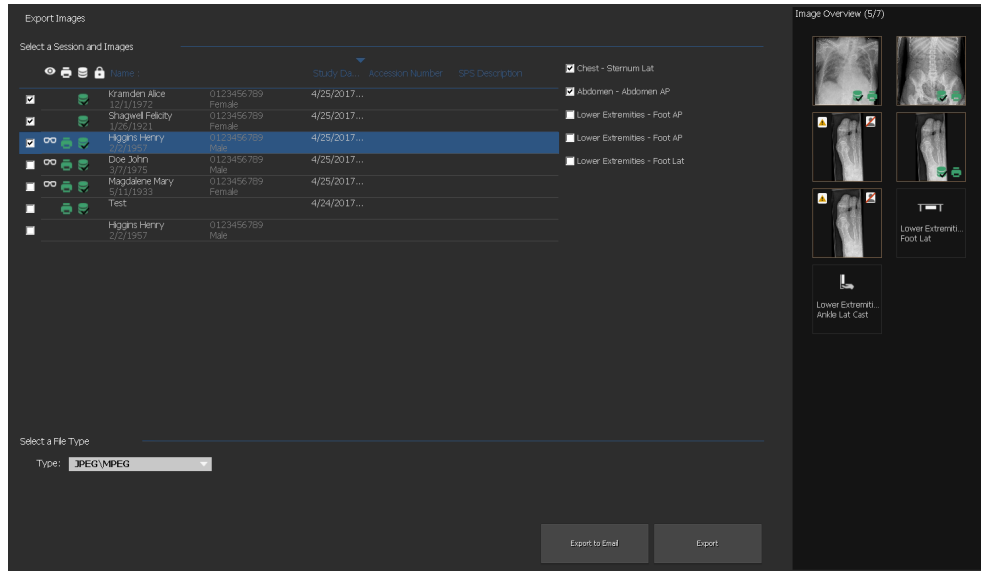 Export Images
Select a Session and Images
Name :
Study Da... Accession Number SPS Description
Kramden Alice 0123456789 4/25/2017...
12/1/1972 Female
Shagwell Felicity 0123456789 4/25/2017...
1/26/1921 Female
Higgins Henry 0123456789 4/25/2017...
2/2/1957 Male
Doe John 0123456789 4/25/2017...
3/7/1975 Male
Magdalene Mary 0123456789 4/25/2017...
5/11/1933 Female
Test 4/24/2017...
Higgins Henry 0123456789
2/2/1957 Male
Chest - Sternum Lat
Abdomen - Abdomen AP
Lower Extremities - Foot AP
Lower Extremities - Foot AP
Lower Extremities - Foot Lat
Select a File Type
Type: JPEG\MPEG
Export to Email
Export
Image Overview (5/7)
Lower Extremiti...
Foot Lat
Lower Extremiti...
Ankle Lat Cast